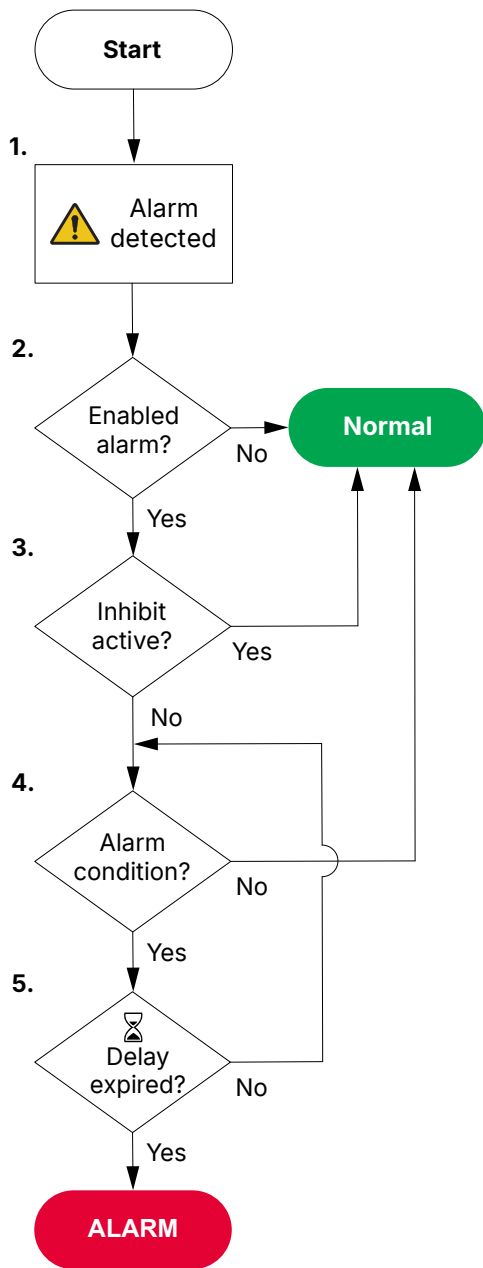 Start
1.
Alarm
detected
2.
Enabled
alarm?
No
Normal
Yes
3.
Inhibit
active?
Yes
No
4.
Alarm
condition?
No
Yes
5.
Delay
expired?
No
Yes
ALARM